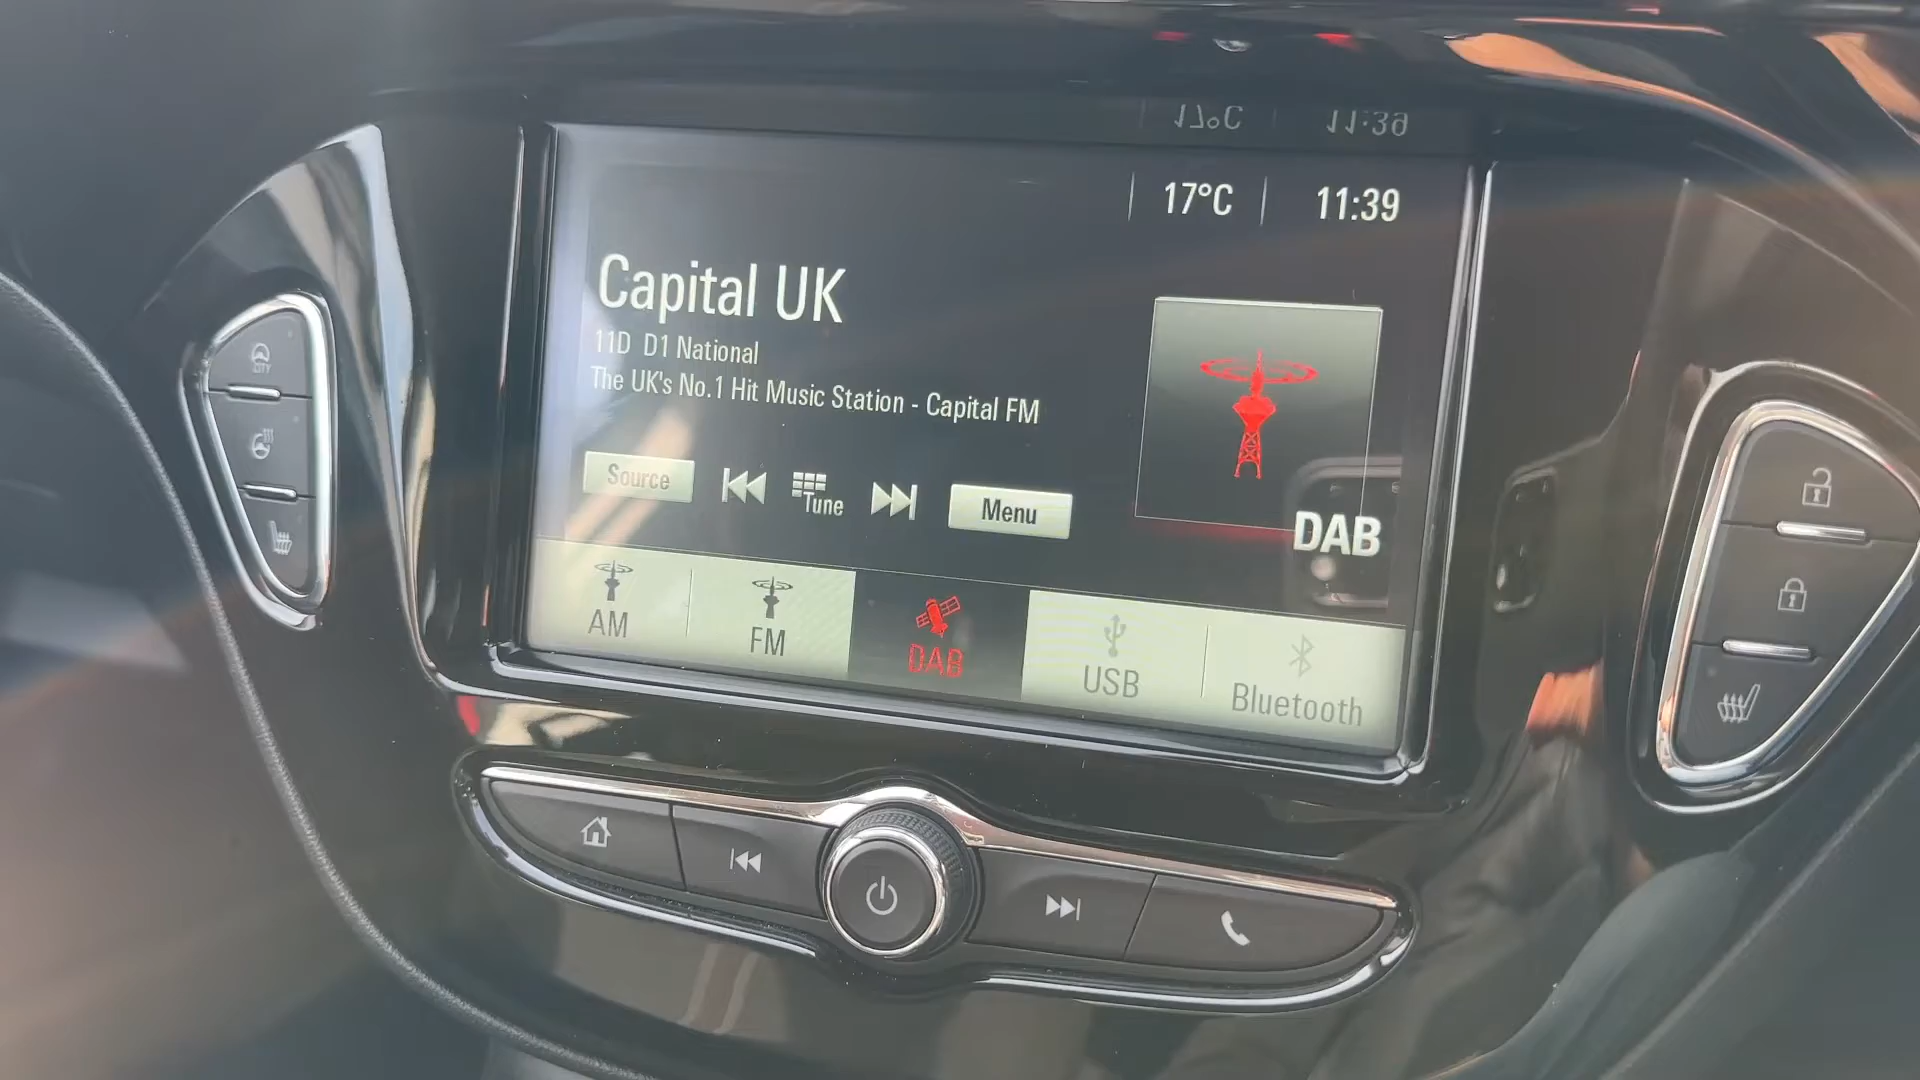 17°C 11:39
Capital UK
11D D1 National
The UK's No.1 Hit Music Station - Capital FM
Source Tune Menu
DAB
AM FM DAB USB Bluetooth
CITY